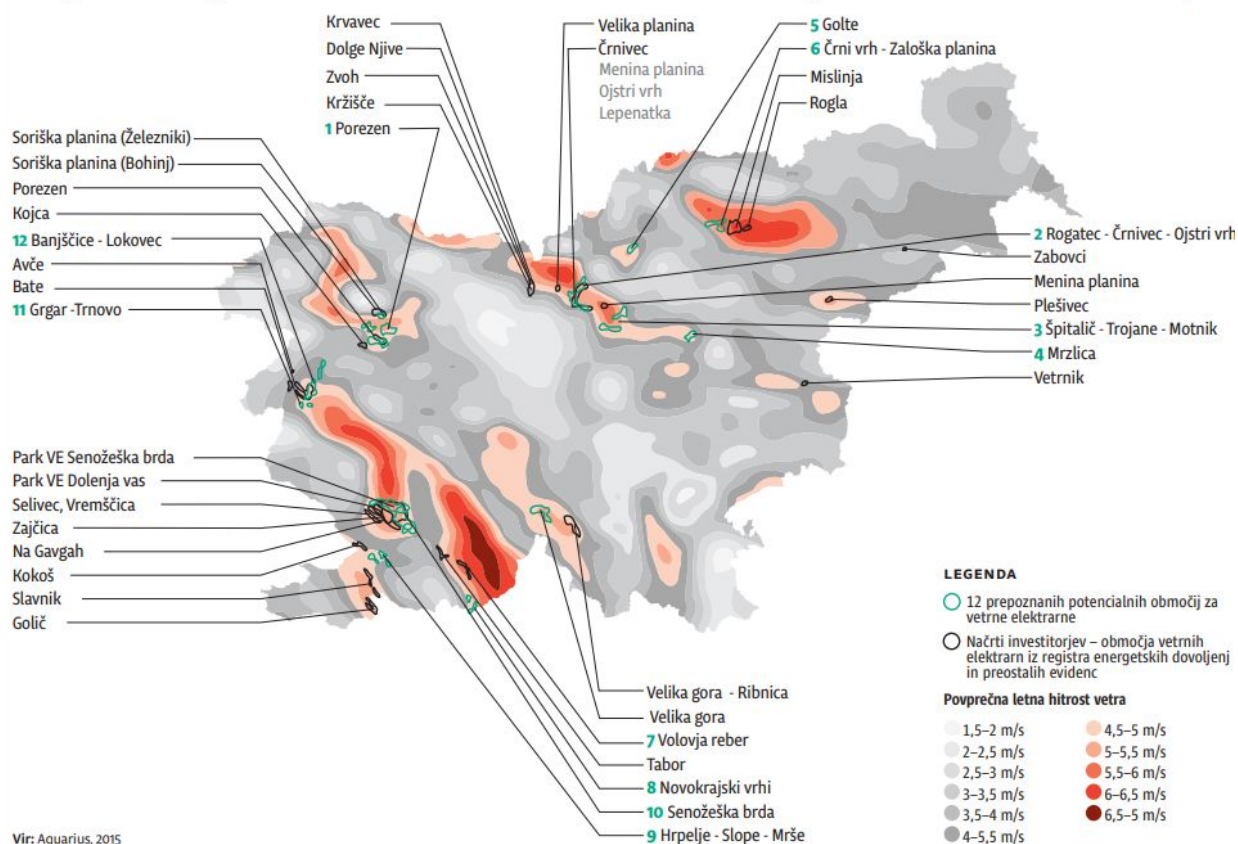 Krvavec
Dolge Njive
Zvoh
Kržišče
1 Porezen
Velika planina
Črnivec
Menina planina
Ojstri vrh
Lepenatka
5 Golte
6 Črni vrh - Zaloška planina
Mislinja
Rogla
Soriška planina (Železniki)
Soriška planina (Bohinj)
Porezen
Kojca
12 Banjščice - Lokovec
Avče
Bate
11 Grgar -Trnovo
2 Rogatec - Črnivec - Ojstri vrh
Zabovci
Menina planina
Plešivec
3 Špitalič - Trojane - Motnik
4 Mrzlica
Vetrnik
Park VE Senožeška brda
Park VE Dolenja vas
Selivec, Vremščica
Zajčica
Na Gavgah
Kokoš
Slavnik
Golič
Velika gora - Ribnica
Velika gora
7 Volovja reber
Tabor
8 Novokrajski vrhi
10 Senožeška brda
9 Hrpelje - Slope - Mrše
LEGENDA
12 prepoznanih potencialnih območij za
vetrne elektrarne
Načrti investitorjev – območja vetrnih
elektrarn iz registra energetskih dovoljenj
in preostalih evidenc
Povprečna letna hitrost vetra
1,5–2 m/s
2–2,5 m/s
2,5–3 m/s
3–3,5 m/s
3,5–4 m/s
4–5,5 m/s
4,5–5 m/s
5–5,5 m/s
5,5–6 m/s
6–6,5 m/s
6,5–5 m/s
Vir: Aquarius, 2015